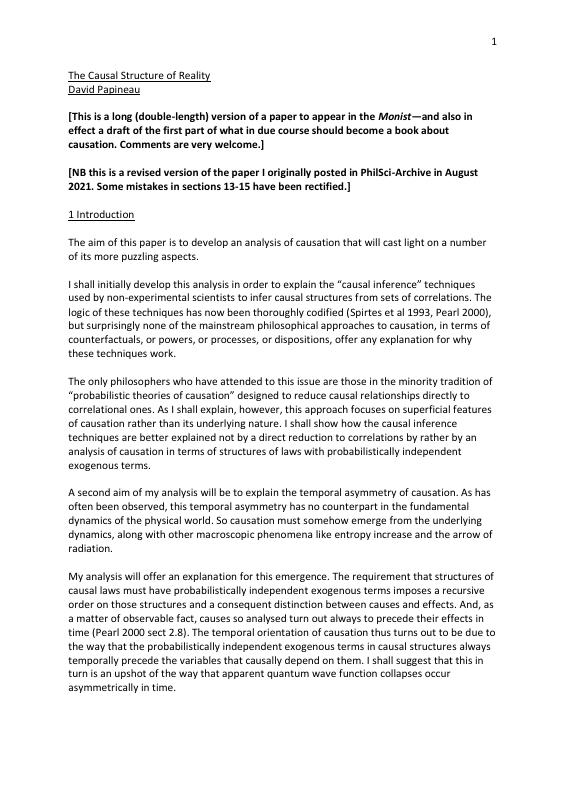 1
The Causal Structure of Reality
David Papineau
[This is a long (double-length) version of a paper to appear in the Monist—and also in
effect a draft of the first part of what in due course should become a book about
causation. Comments are very welcome.]
[NB this is a revised version of the paper I originally posted in PhilSci-Archive in August
2021. Some mistakes in sections 13-15 have been rectified.]
1 Introduction
The aim of this paper is to develop an analysis of causation that will cast light on a number
of its more puzzling aspects.
I shall initially develop this analysis in order to explain the “causal inference” techniques
used by non-experimental scientists to infer causal structures from sets of correlations. The
logic of these techniques has now been thoroughly codified (Spirtes et al 1993, Pearl 2000),
but surprisingly none of the mainstream philosophical approaches to causation, in terms of
counterfactuals, or powers, or processes, or dispositions, offer any explanation for why
these techniques work.
The only philosophers who have attended to this issue are those in the minority tradition of
“probabilistic theories of causation” designed to reduce causal relationships directly to
correlational ones. As I shall explain, however, this approach focuses on superficial features
of causation rather than its underlying nature. I shall show how the causal inference
techniques are better explained not by a direct reduction to correlations by rather by an
analysis of causation in terms of structures of laws with probabilistically independent
exogenous terms.
A second aim of my analysis will be to explain the temporal asymmetry of causation. As has
often been observed, this temporal asymmetry has no counterpart in the fundamental
dynamics of the physical world. So causation must somehow emerge from the underlying
dynamics, along with other macroscopic phenomena like entropy increase and the arrow of
radiation.
My analysis will offer an explanation for this emergence. The requirement that structures of
causal laws must have probabilistically independent exogenous terms imposes a recursive
order on those structures and a consequent distinction between causes and effects. And, as
a matter of observable fact, causes so analysed turn out always to precede their effects in
time (Pearl 2000 sect 2.8). The temporal orientation of causation thus turns out to be due to
the way that the probabilistically independent exogenous terms in causal structures always
temporally precede the variables that causally depend on them. I shall suggest that this in
turn is an upshot of the way that apparent quantum wave function collapses occur
asymmetrically in time.